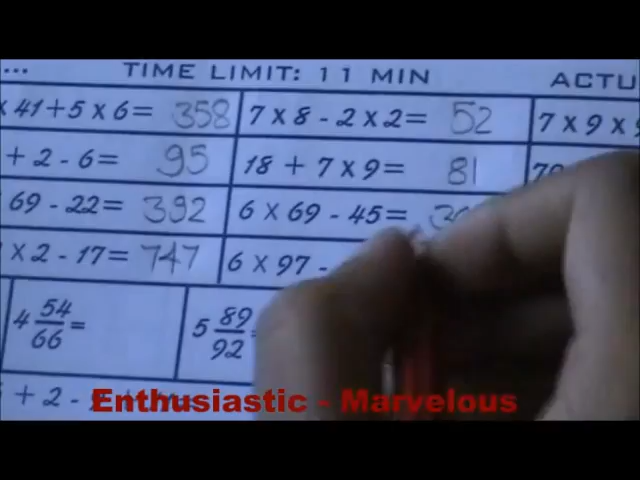 ... TIME LIMIT: 11 MIN ACTU
× 41 + 5 × 6 = 358 7 × 8 - 2 × 2 = 52 7 × 9 ×
+ 2 - 6 = 95 18 + 7 × 9 = 81
69 - 22 = 392 6 × 69 - 45 =
× 2 - 17 = 747 6 × 97 -
4 54/66 = 5 89/92 =
+ 2 -
Enthusiastic - Marvelous